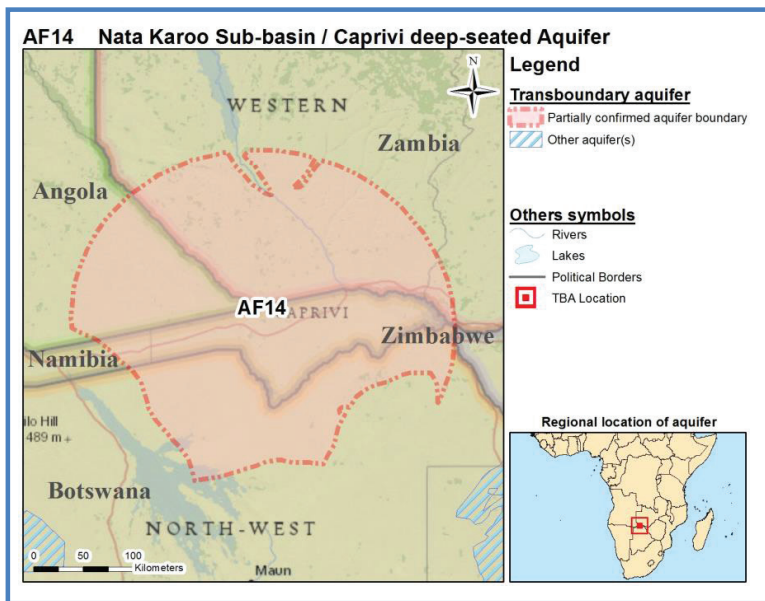 AF14 Nata Karoo Sub-basin / Caprivi deep-seated Aquifer
N
WESTERN
Zambia
Angola
AF14
CAPRIVI
Zimbabwe
Namibia
ilo Hill
489 m
Botswana
NORTH-WEST
Maun
0 50 100
Kilometers
Legend
Transboundary aquifer
Partially confirmed aquifer boundary
Other aquifer(s)
Others symbols
Rivers
Lakes
Political Borders
TBA Location
Regional location of aquifer